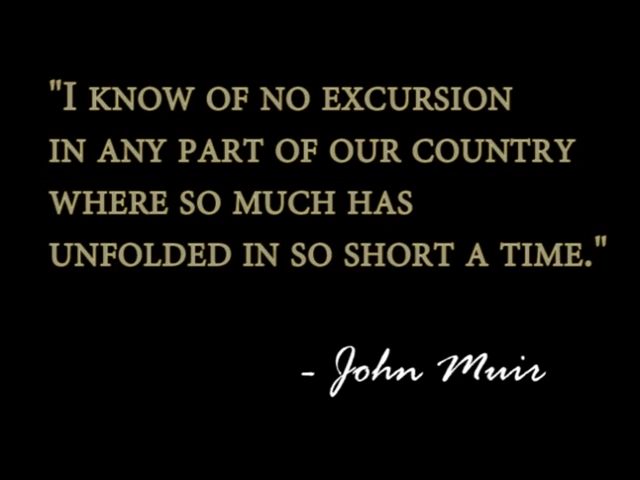 "I KNOW OF NO EXCURSION
IN ANY PART OF OUR COUNTRY
WHERE SO MUCH HAS
UNFOLDED IN SO SHORT A TIME."
- John Muir